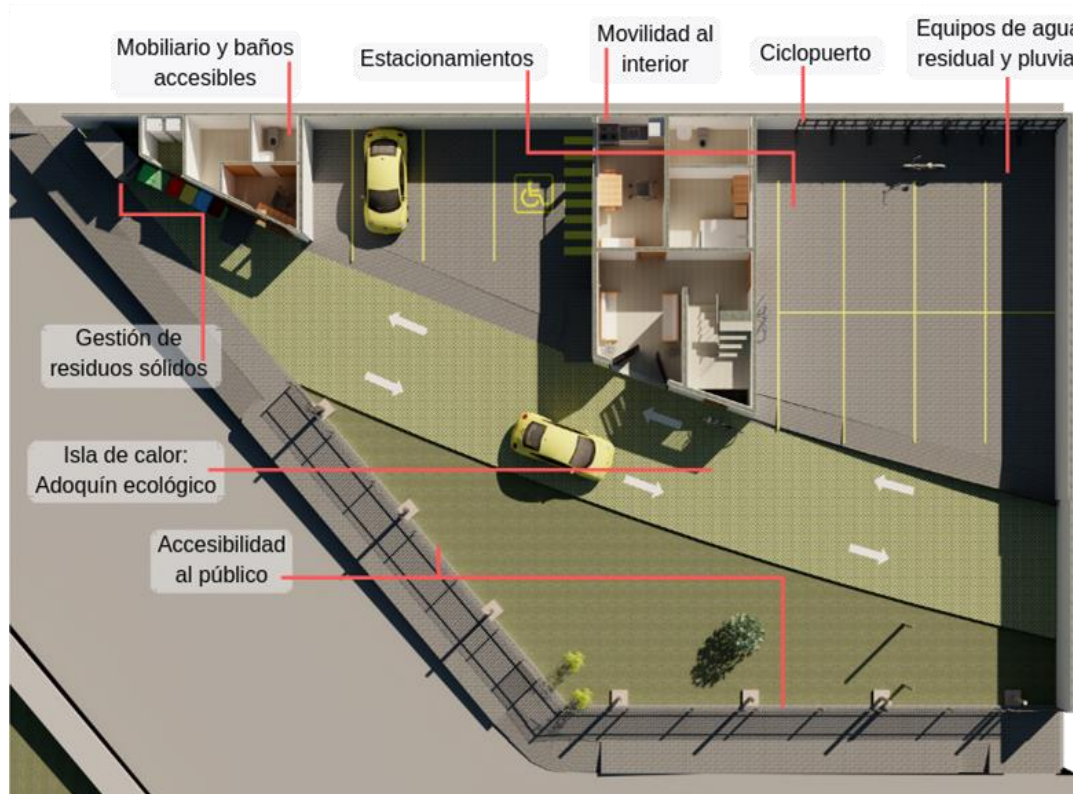 Mobiliario y baños
accesibles
Estacionamientos
Movilidad al
interior
Ciclopuerto
Equipos de agua
residual y pluvia
Gestión de
residuos sólidos
Isla de calor:
Adoquín ecológico
Accesibilidad
al público